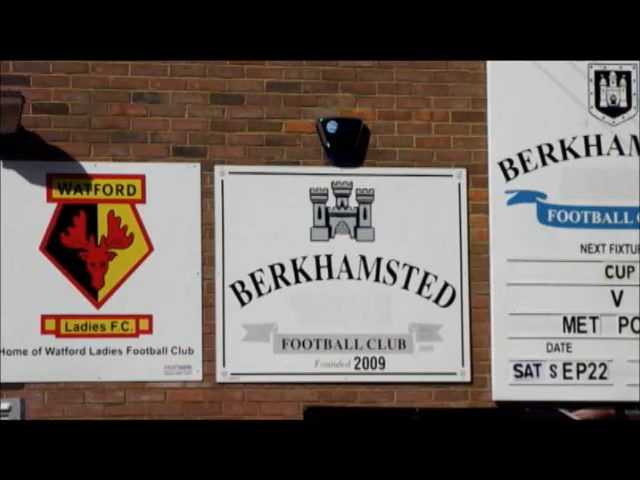 WATFORD
Ladies F.C.
Home of Watford Ladies Football Club
BERKHAMSTED
FOOTBALL CLUB
Founded 2009
BERKHAM
FOOTBALL C
NEXT FIXTUR
CUP
V
MET PO
DATE
SAT SEP22